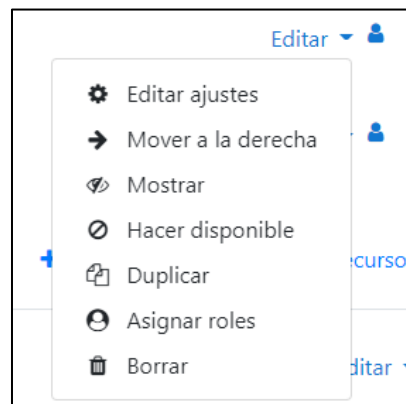 Editar
Editar ajustes
Mover a la derecha
Mostrar
Hacer disponible
ecurso
Duplicar
Asignar roles
Borrar
ditar